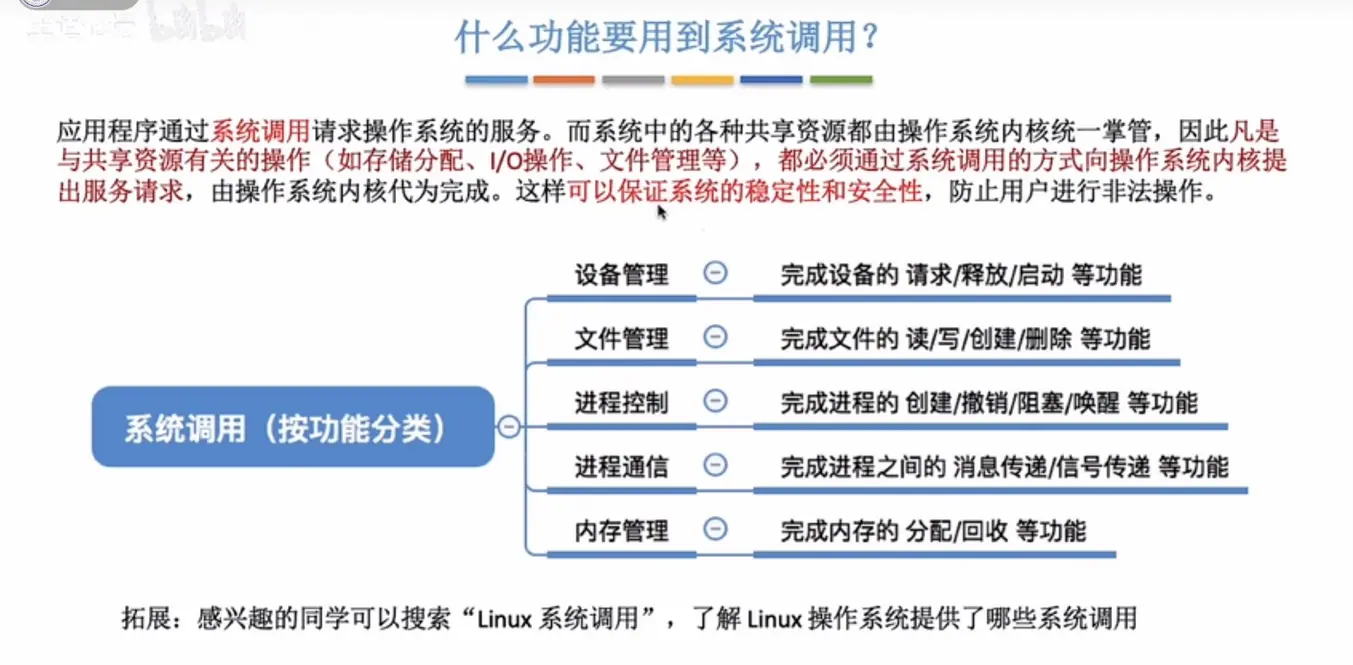 什么功能要用到系统调用？
应用程序通过系统调用请求操作系统的服务。而系统中的各种共享资源都由操作系统内核统一掌管，因此凡是
与共享资源有关的操作（如存储分配、I/O操作、文件管理等），都必须通过系统调用的方式向操作系统内核提
出服务请求，由操作系统内核代为完成。这样可以保证系统的稳定性和安全性，防止用户进行非法操作。
系统调用（按功能分类）
设备管理 完成设备的 请求/释放/启动 等功能
文件管理 完成文件的 读/写/创建/删除 等功能
进程控制 完成进程的 创建/撤销/阻塞/唤醒 等功能
进程通信 完成进程之间的 消息传递/信号传递 等功能
内存管理 完成内存的 分配/回收 等功能
拓展：感兴趣的同学可以搜索“Linux 系统调用”，了解 Linux 操作系统提供了哪些系统调用